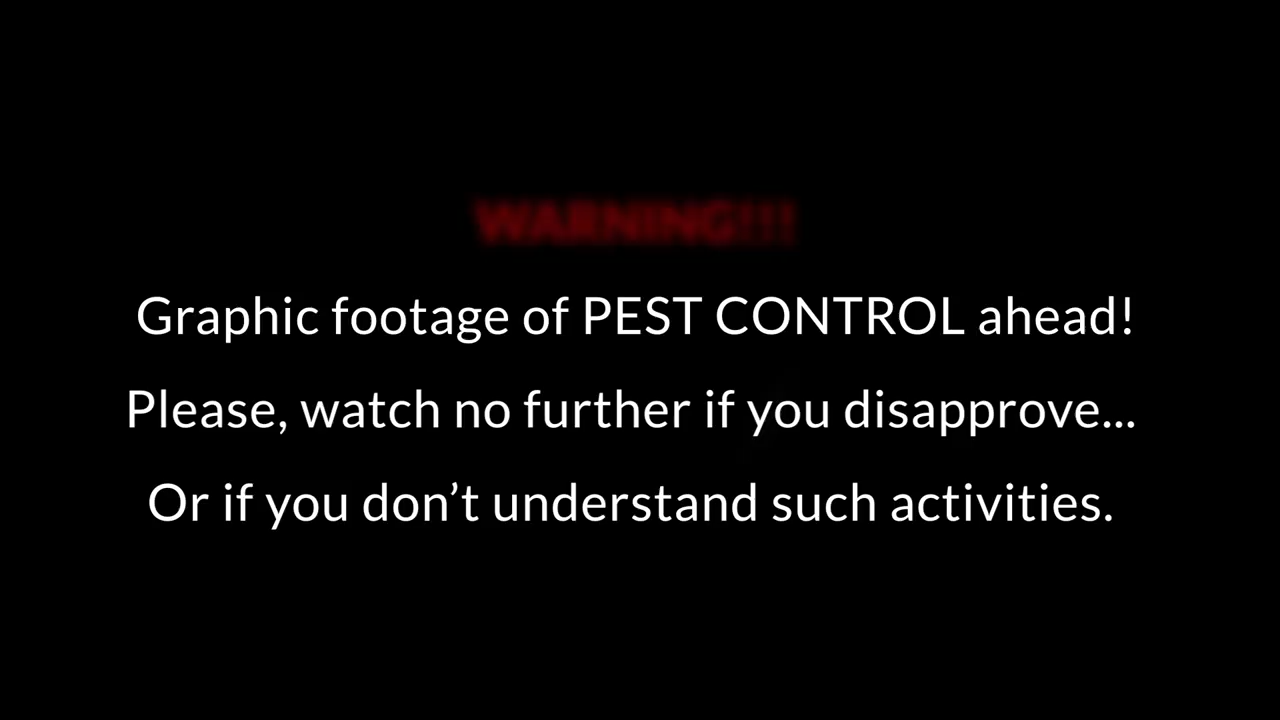 WARNING!!!
Graphic footage of PEST CONTROL ahead!
Please, watch no further if you disapprove...
Or if you don’t understand such activities.